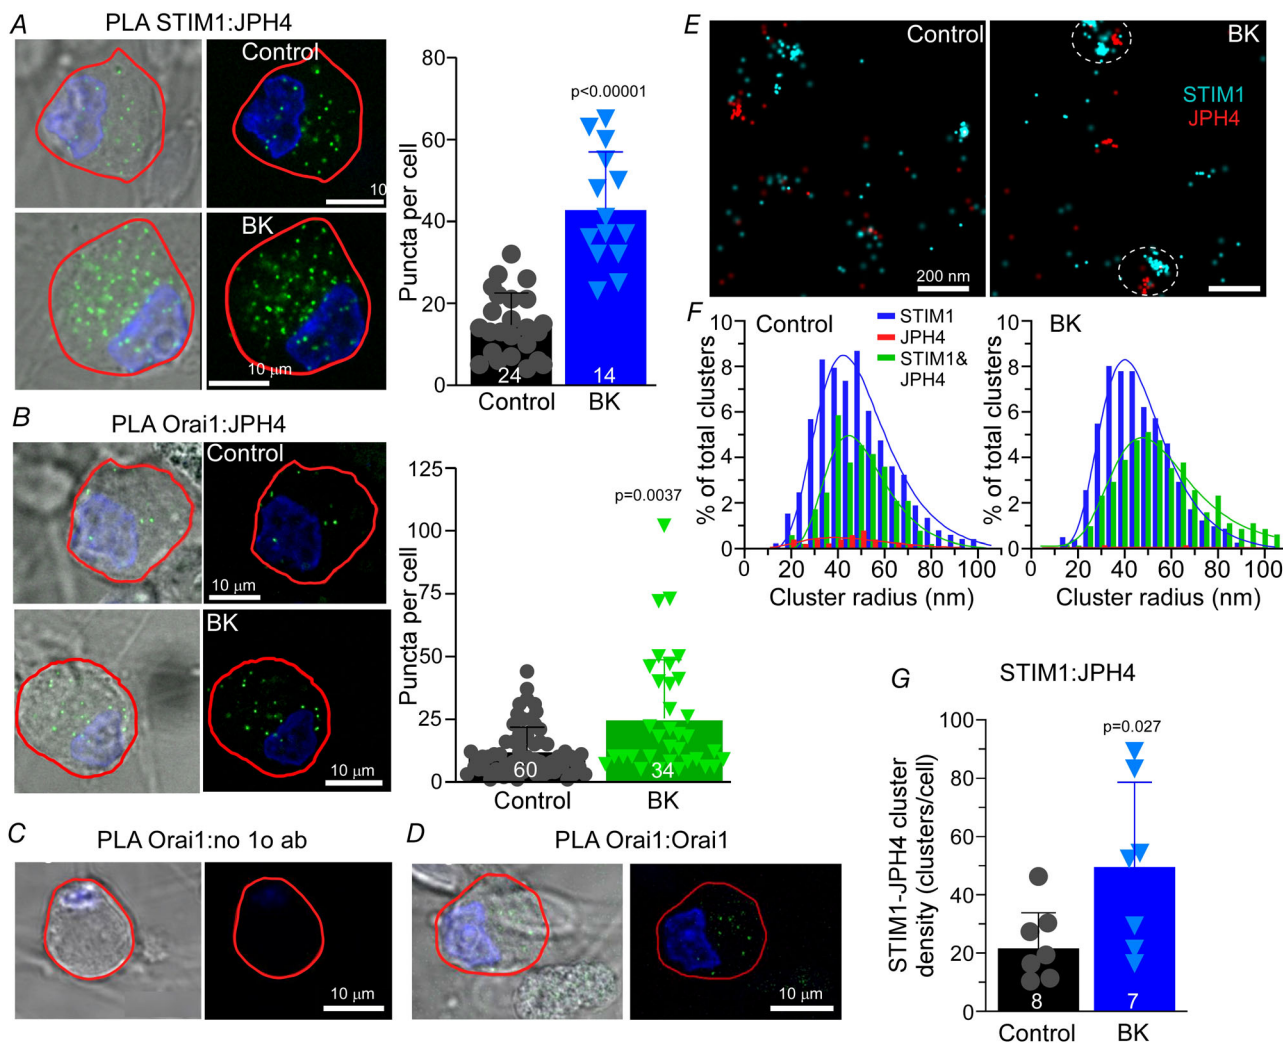 A
PLA STIM1:JPH4
Control
10
BK
10 μm
80
60
40
20
0
Puncta per cell
p<0.00001
24
14
Control
BK
B
PLA Orai1:JPH4
Control
10 μm
BK
10 μm
125
100
75
50
25
0
Puncta per cell
p=0.0037
60
34
Control
BK
C
PLA Orai1:no 1o ab
10 μm
D
PLA Orai1:Orai1
10 μm
E
Control
200 nm
BK
STIM1
JPH4
F
Control
STIM1
JPH4
STIM1&
JPH4
10
8
6
4
2
0
% of total clusters
0 20 40 60 80 100
Cluster radius (nm)
BK
10
8
6
4
2
0
% of total clusters
0 20 40 60 80 100
Cluster radius (nm)
G
STIM1:JPH4
100
80
60
40
20
0
STIM1-JPH4 cluster
density (clusters/cell)
p=0.027
8
7
Control
BK